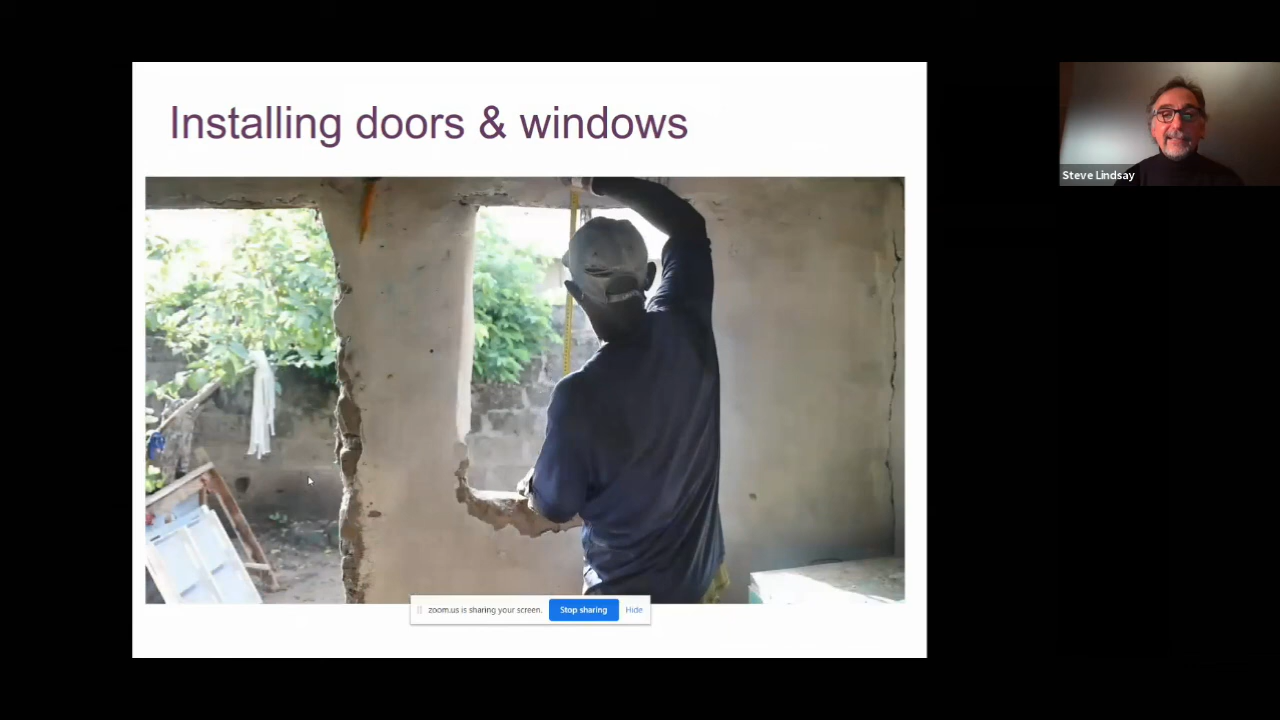 Installing doors & windows
Steve Lindsay
zoom.us is sharing your screen. Stop sharing Hide